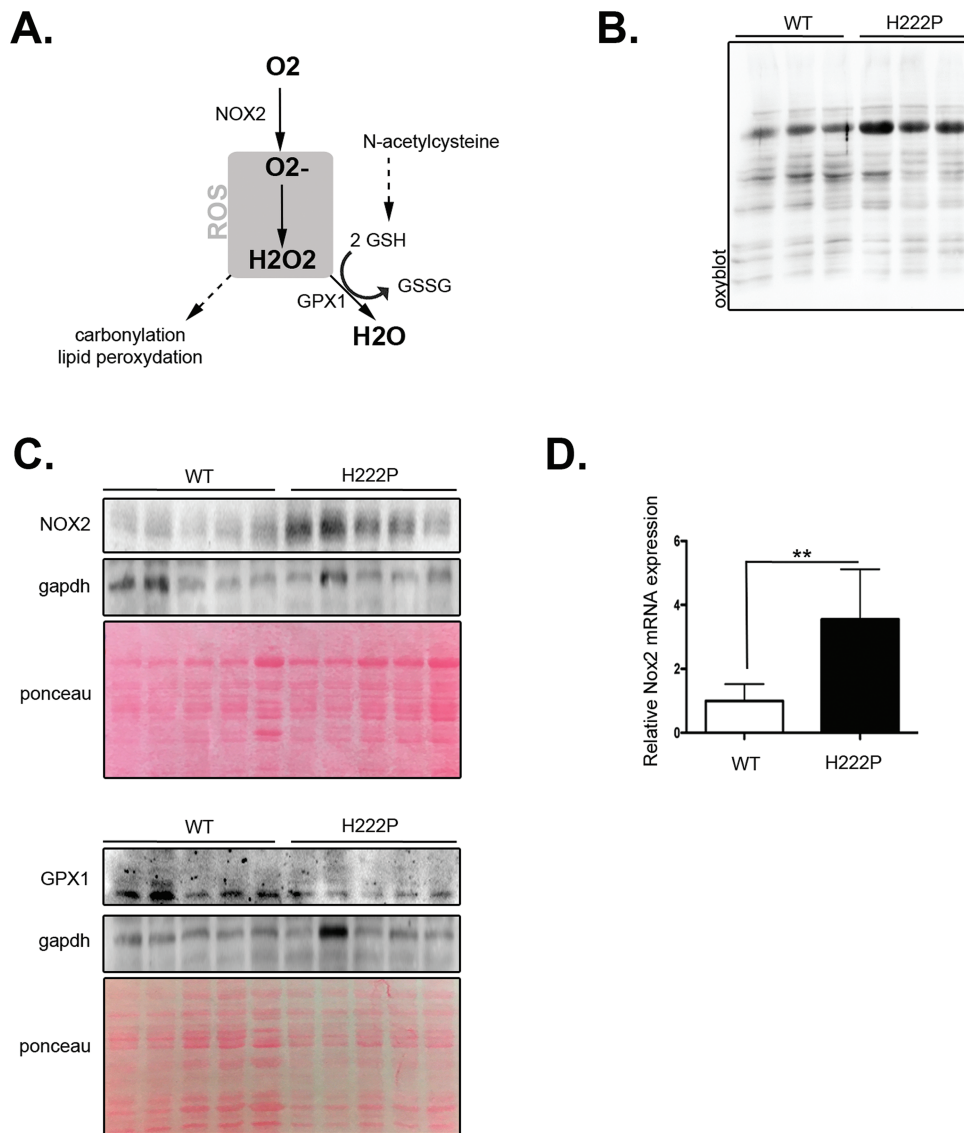 A.
O2
NOX2
N-acetylcysteine
O2-
ROS
2 GSH
H2O2
GSSG
GPX1
H2O
carbonylation
lipid peroxydation
B.
WT H222P
oxyblot
C.
WT H222P
NOX2
gapdh
ponceau
WT H222P
GPX1
gapdh
ponceau
D.
Relative Nox2 mRNA expression
6
**
4
2
0
WT H222P